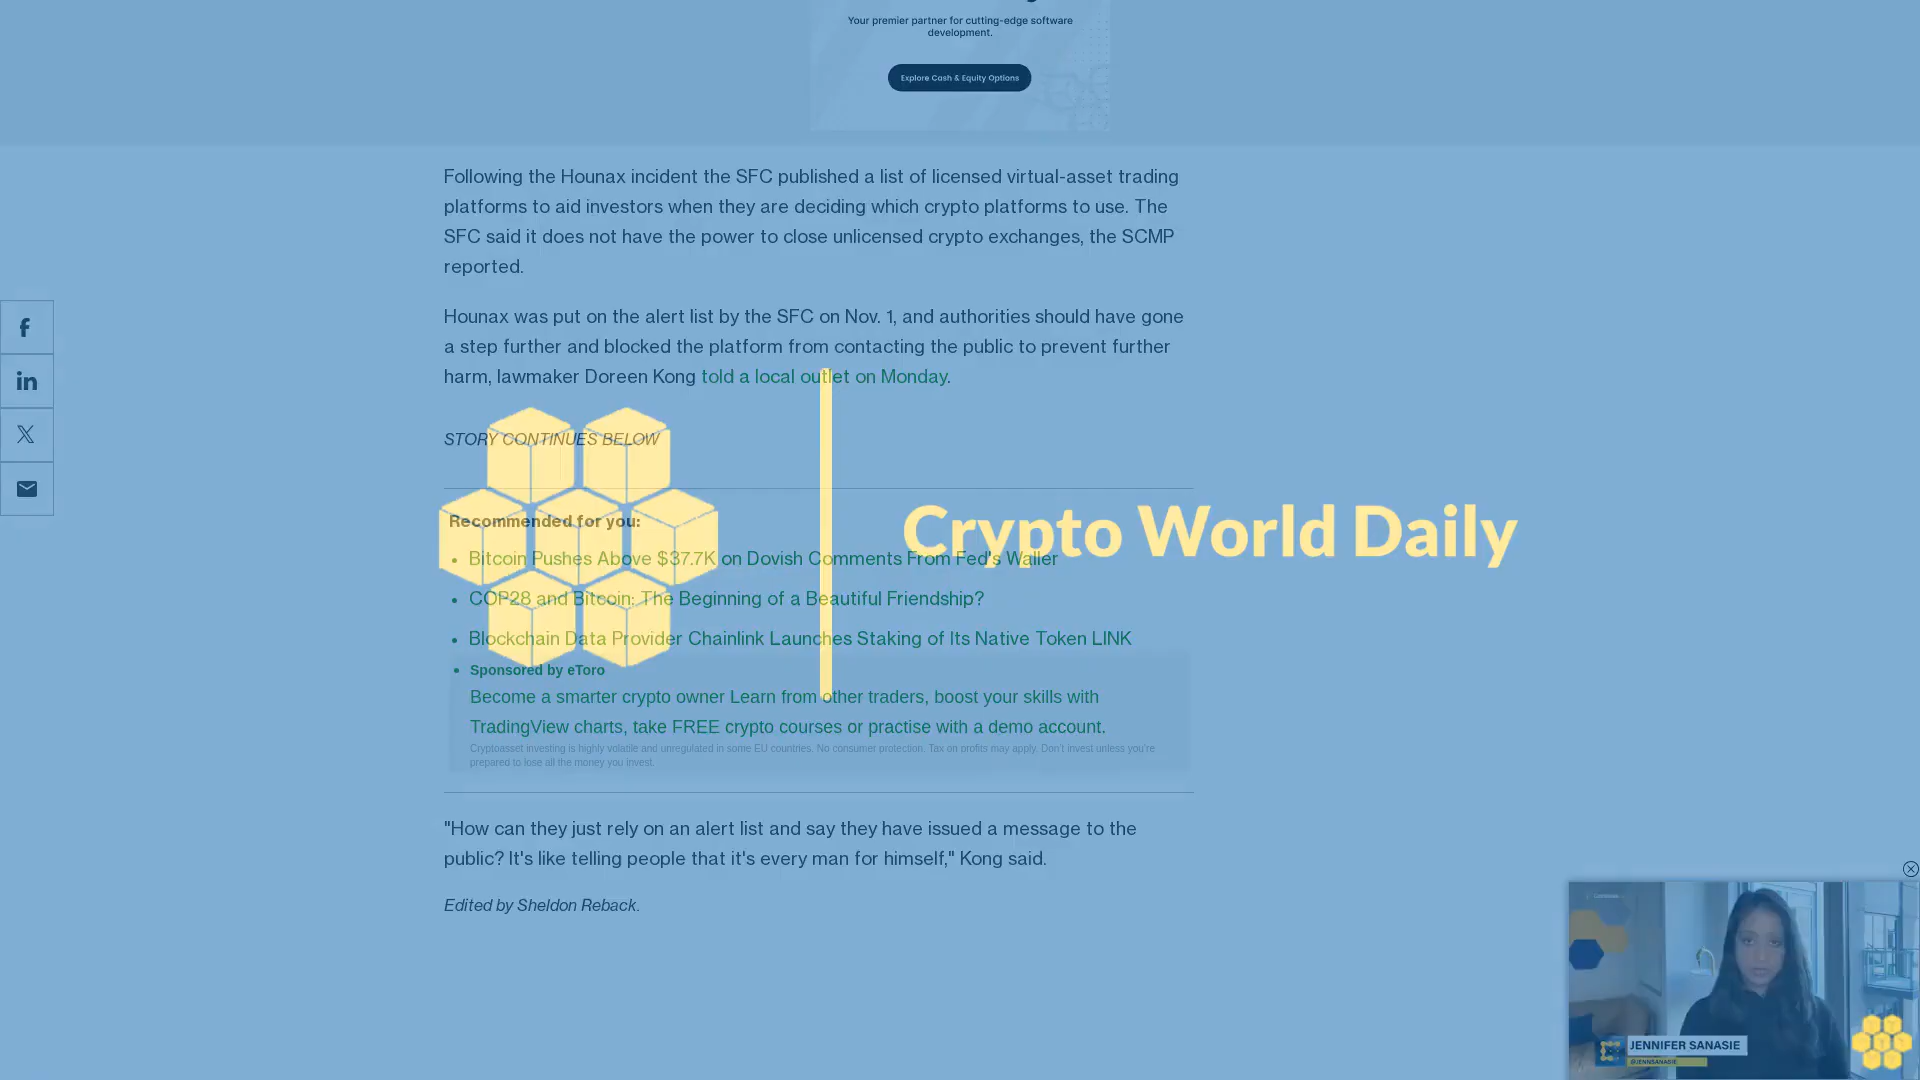 Your premier partner for cutting-edge software
development.
Explore Cash & Equity Options
Following the Hounax incident the SFC published a list of licensed virtual-asset trading
platforms to aid investors when they are deciding which crypto platforms to use. The
SFC said it does not have the power to close unlicensed crypto exchanges, the SCMP
reported.
Hounax was put on the alert list by the SFC on Nov. 1, and authorities should have gone
a step further and blocked the platform from contacting the public to prevent further
harm, lawmaker Doreen Kong told a local outlet on Monday.
STORY CONTINUES BELOW
Recommended for you:
Crypto World Daily
• Bitcoin Pushes Above $37.7K on Dovish Comments From Fed's Waller
• COP28 and Bitcoin: The Beginning of a Beautiful Friendship?
• Blockchain Data Provider Chainlink Launches Staking of Its Native Token LINK
• Sponsored by eToro
Become a smarter crypto owner Learn from other traders, boost your skills with
TradingView charts, take FREE crypto courses or practise with a demo account.
Cryptoasset investing is highly volatile and unregulated in some EU countries. No consumer protection. Tax on profits may apply. Don't invest unless you're
prepared to lose all the money you invest.
"How can they just rely on an alert list and say they have issued a message to the
public? It's like telling people that it's every man for himself," Kong said.
Edited by Sheldon Reback.
JENNIFER SANASIE
@JENNSANASIE